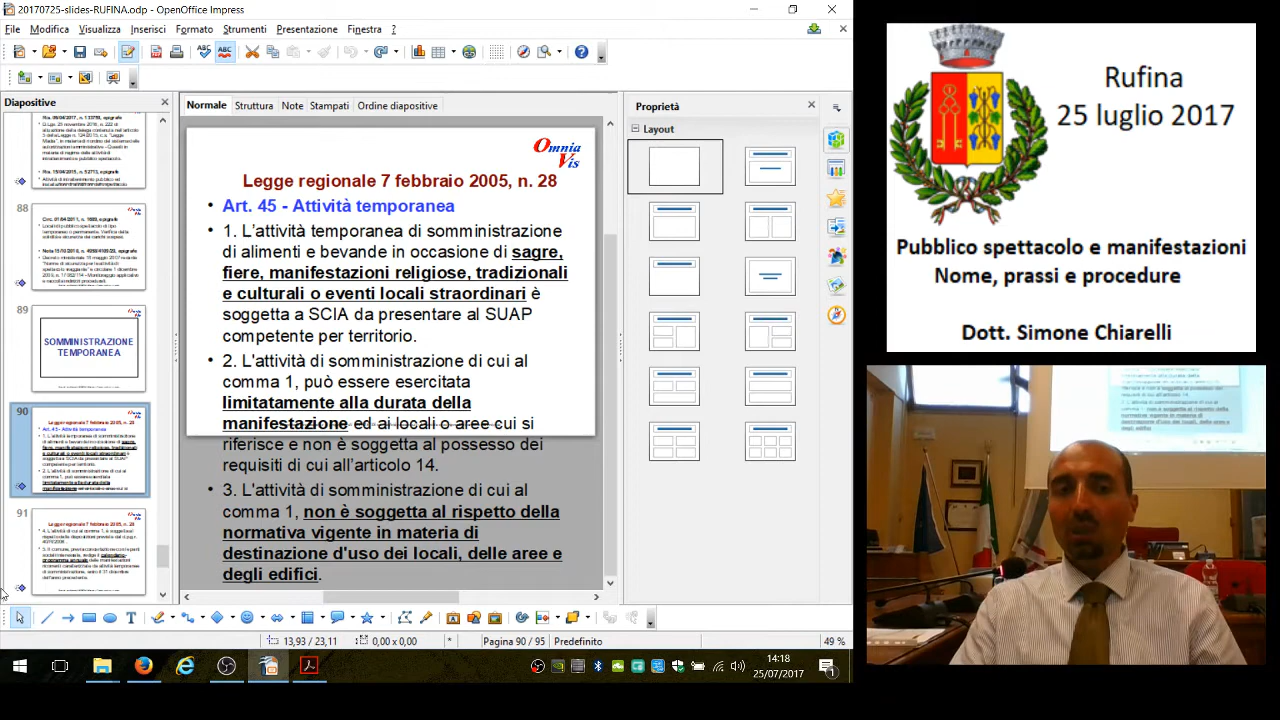 20170725-slides-RUFINA.odp - OpenOffice Impress
File Modifica Visualizza Inserisci Formato Strumenti Presentazione Finestra ?
Diapositive
Normale Struttura Note Stampati Ordine diapositive
Proprietà
Layout
88
89
SOMMINISTRAZIONE
TEMPORANEA
90
91
Omnia
Vis
Legge regionale 7 febbraio 2005, n. 28
• Art. 45 - Attività temporanea
• 1. L'attività temporanea di somministrazione
di alimenti e bevande in occasione di sagre,
fiere, manifestazioni religiose, tradizionali
e culturali o eventi locali straordinari è
soggetta a SCIA da presentare al SUAP
competente per territorio.
• 2. L'attività di somministrazione di cui al
comma 1, può essere esercitata
limitatamente alla durata della
manifestazione ed ai locali o aree cui si
riferisce e non è soggetta al possesso dei
requisiti di cui all'articolo 14.
• 3. L'attività di somministrazione di cui al
comma 1, non è soggetta al rispetto della
normativa vigente in materia di
destinazione d'uso dei locali, delle aree e
degli edifici.
13,93 / 23,11 0,00 x 0,00 * Pagina 90 / 95 Predefinito 49 %
14:18
25/07/2017
Rufina
25 luglio 2017
Pubblico spettacolo e manifestazioni
Nome, prassi e procedure
Dott. Simone Chiarelli